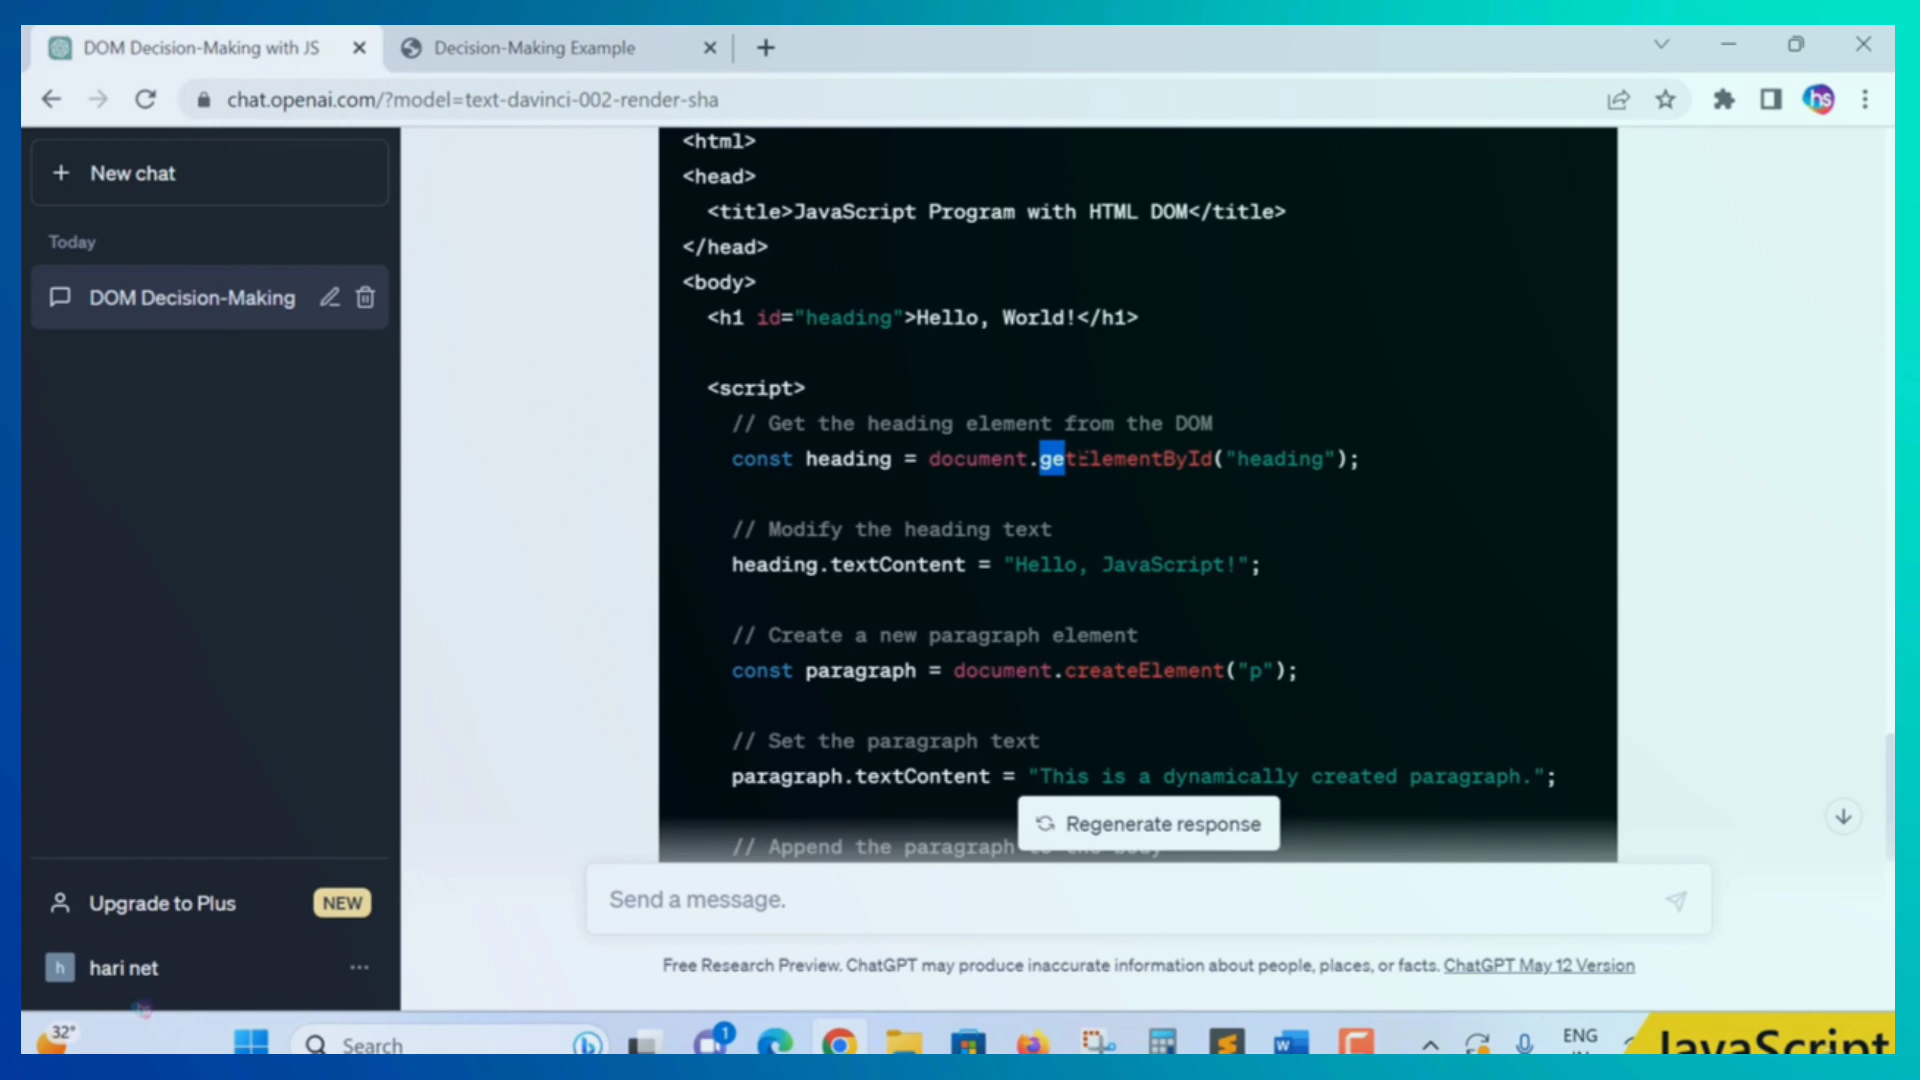 DOM Decision-Making with JS
Decision-Making Example
chat.openai.com/?model=text-davinci-002-render-sha
hs
New chat
Today
DOM Decision-Making
Upgrade to Plus
NEW
h
hari net
<html>
<head>
<title>JavaScript Program with HTML DOM</title>
</head>
<body>
<h1 id="heading">Hello, World!</h1>
<script>
// Get the heading element from the DOM
const heading = document.getElementById("heading");
// Modify the heading text
heading.textContent = "Hello, JavaScript!";
// Create a new paragraph element
const paragraph = document.createElement("p");
// Set the paragraph text
paragraph.textContent = "This is a dynamically created paragraph.";
// Append the paragraph to the body
Regenerate response
Send a message.
Free Research Preview. ChatGPT may produce inaccurate information about people, places, or facts. ChatGPT May 12 Version
32°
Search
1
ENG
JavaScript